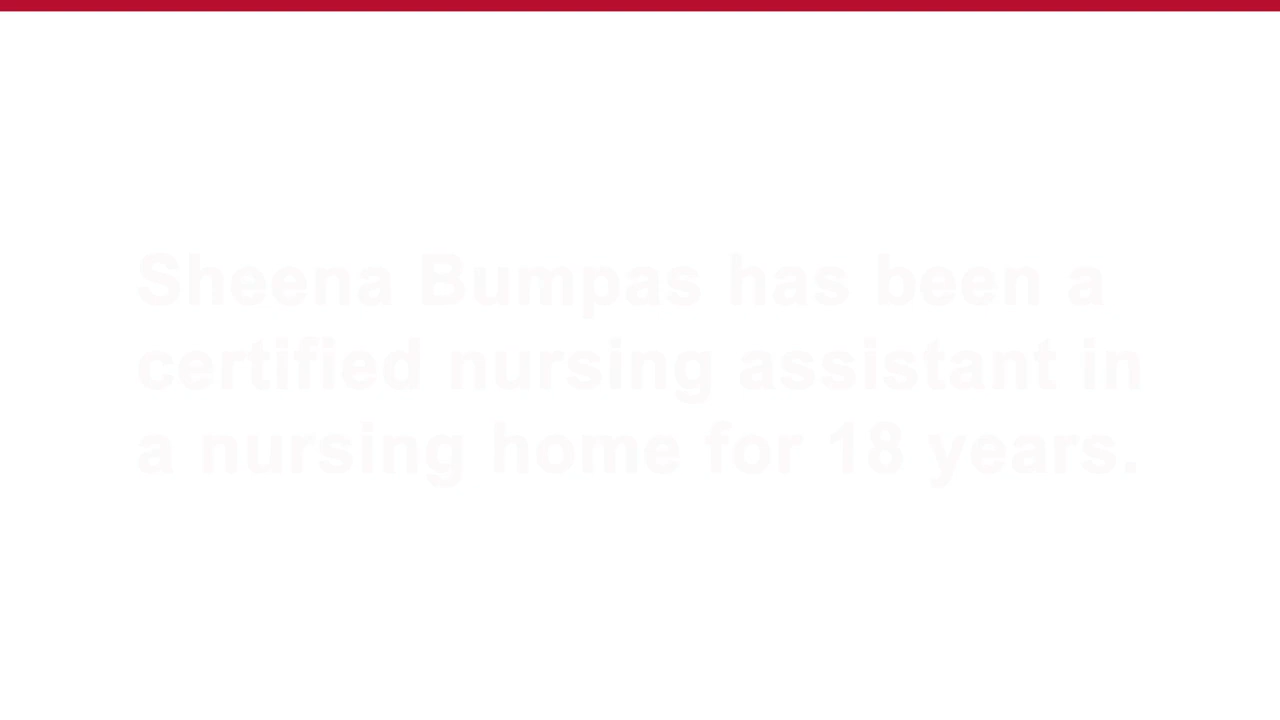 Sheena Bumpas has been a
certified nursing assistant in
a nursing home for 18 years.